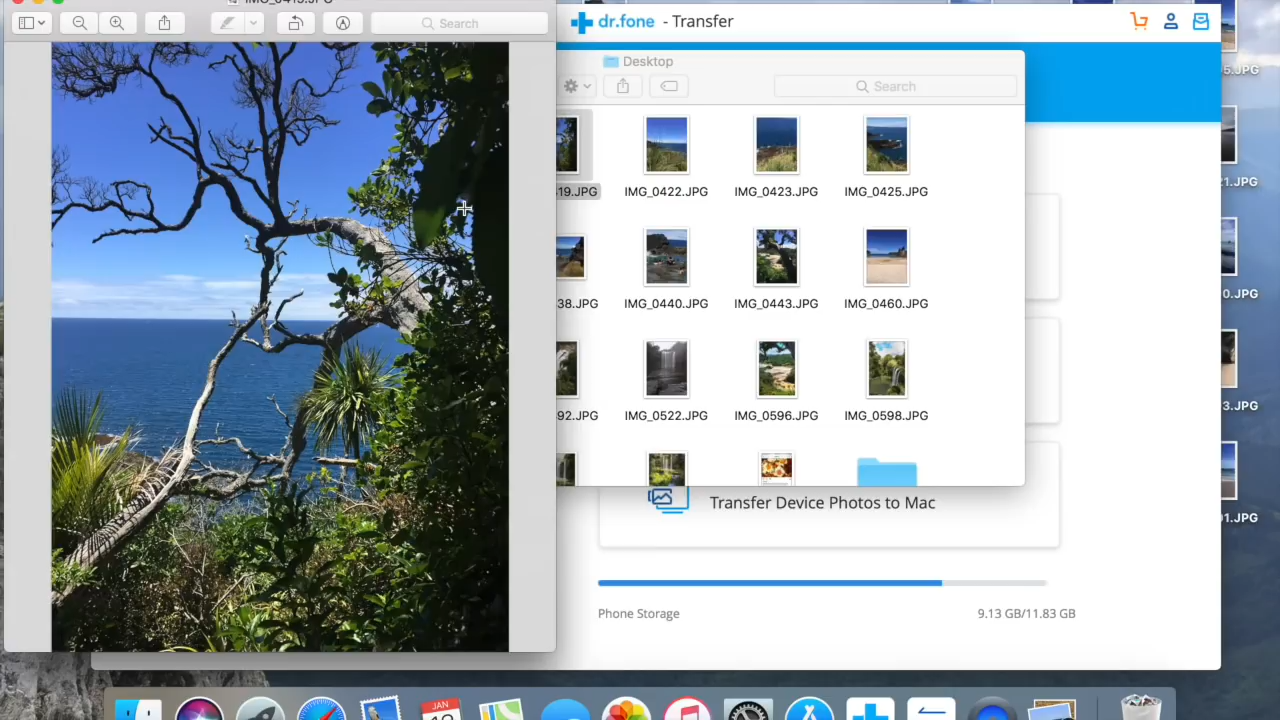 Search
dr.fone - Transfer
Desktop
Search
19.JPG
IMG_0422.JPG
IMG_0423.JPG
IMG_0425.JPG
38.JPG
IMG_0440.JPG
IMG_0443.JPG
IMG_0460.JPG
92.JPG
IMG_0522.JPG
IMG_0596.JPG
IMG_0598.JPG
Transfer Device Photos to Mac
Phone Storage
9.13 GB/11.83 GB
5.JPG
21.JPG
0.JPG
3.JPG
01.JPG
JAN